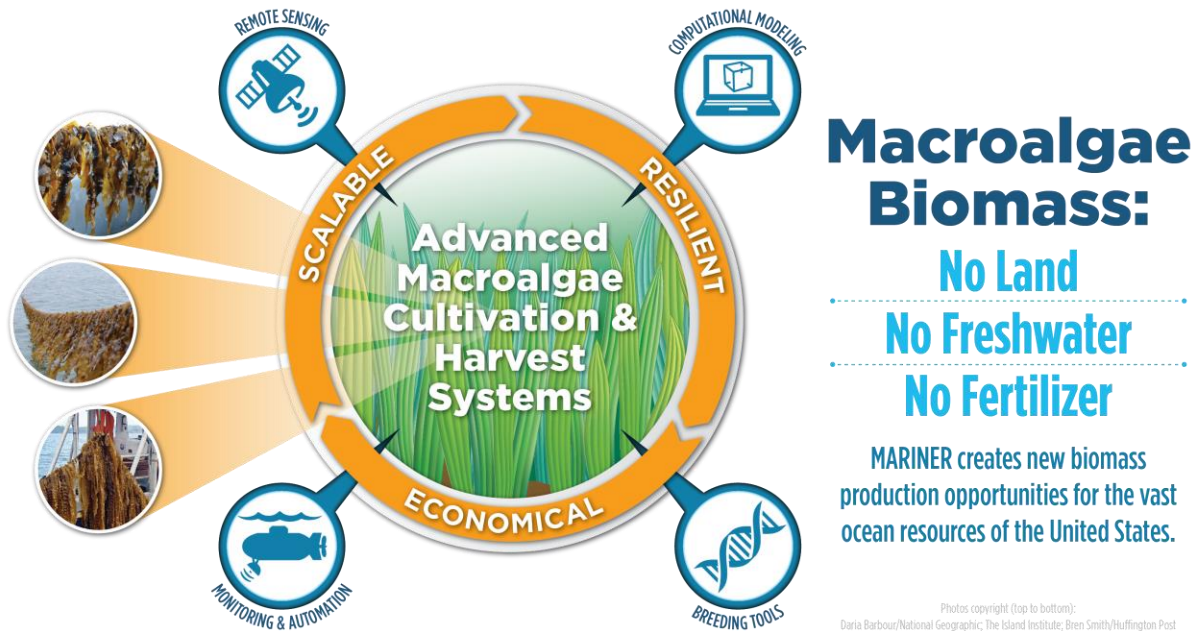 REMOTE SENSING
COMPUTATIONAL MODELING
SCALABLE
RESILIENT
Advanced
Macroalgae
Cultivation &
Harvest
Systems
ECONOMICAL
MONITORING & AUTOMATION
BREEDING TOOLS
Macroalgae
Biomass:
No Land
No Freshwater
No Fertilizer
MARINER creates new biomass
production opportunities for the vast
ocean resources of the United States.
Photos copyright (top to bottom):
Daria Barbour/National Geographic; The Island Institute; Bren Smith/Huffington Post